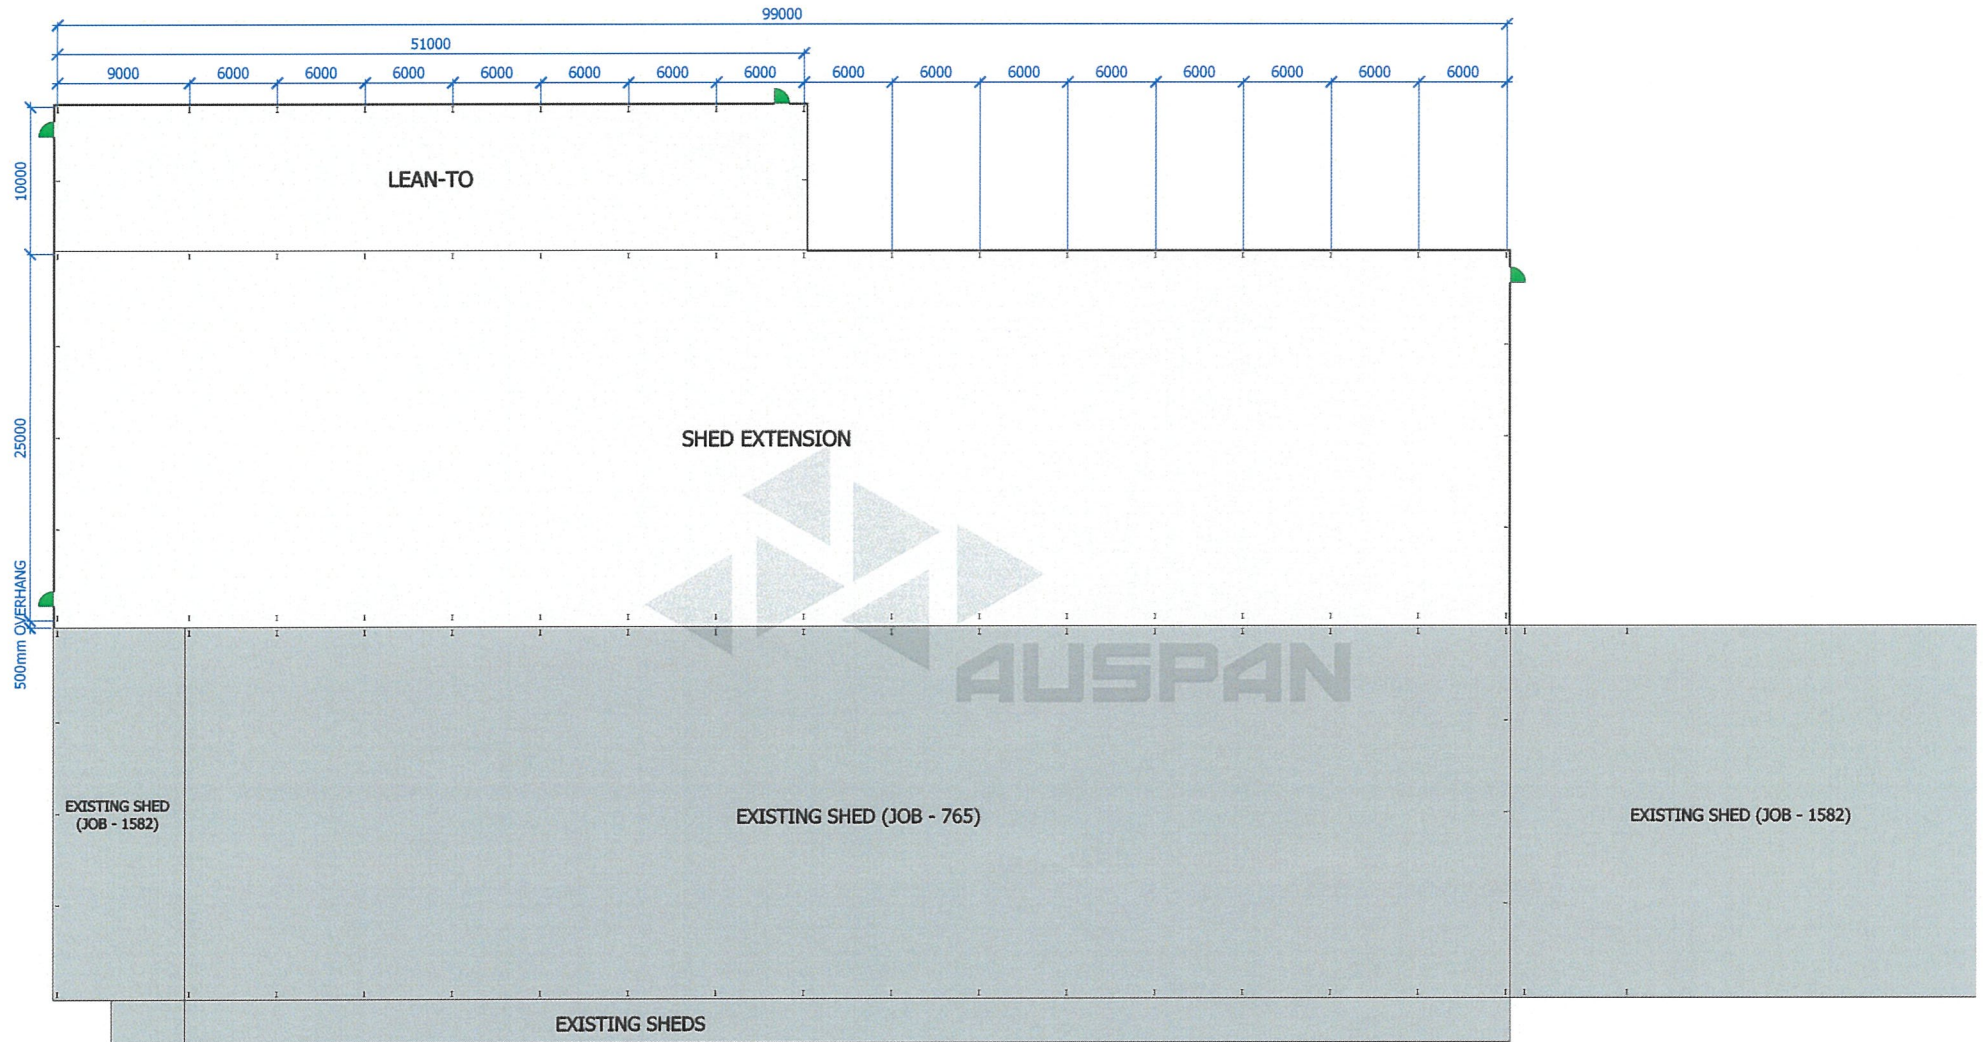 99000
51000
9000 6000 6000 6000 6000 6000 6000 6000 6000 6000 6000 6000 6000 6000 6000 6000
10000
LEAN-TO
25000
SHED EXTENSION
500mm OVERHANG
AUSPAN
EXISTING SHED
(JOB - 1582)
EXISTING SHED (JOB - 765)
EXISTING SHED (JOB - 1582)
EXISTING SHEDS